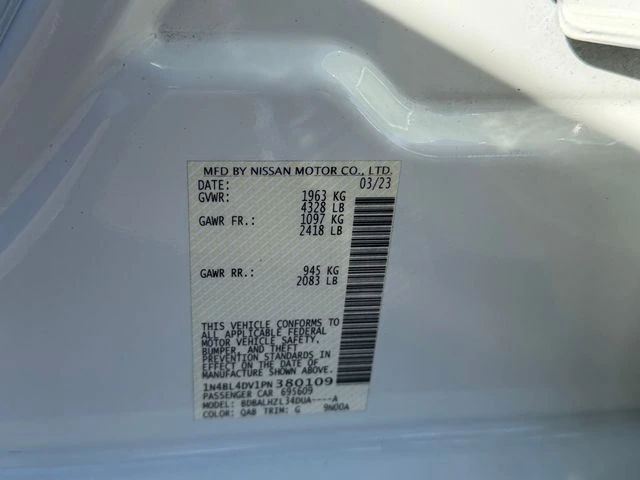 MFD BY NISSAN MOTOR CO., LTD.
DATE: 03/23
GVWR: 1963 KG
4328 LB
GAWR FR.: 1097 KG
2418 LB
GAWR RR.: 945 KG
2083 LB
THIS VEHICLE CONFORMS TO
ALL APPLICABLE FEDERAL
MOTOR VEHICLE SAFETY,
BUMPER, AND THEFT
PREVENTION STANDARDS IN
EFFECT ON THE DATE OF
MANUFACTURE SHOWN ABOVE.
1N4BL4DV1PN380109
PASSENGER CAR 695609
MODEL: BDBALHZL34DUA----A
COLOR: QAB TRIM: G 9N00A